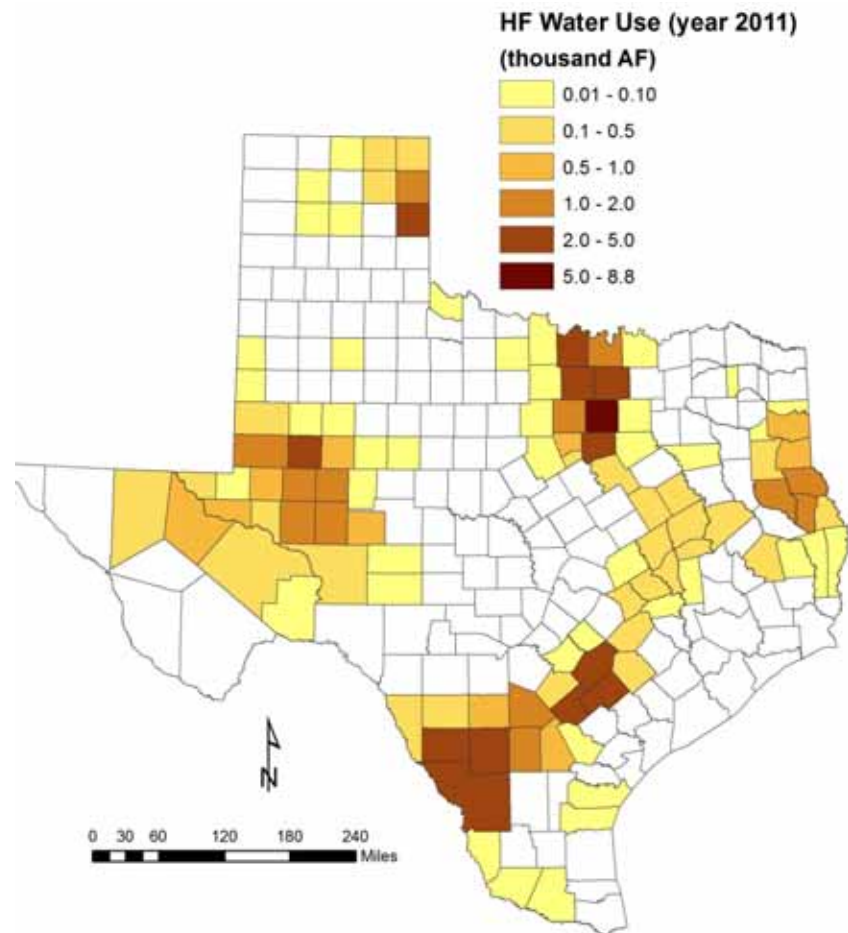 HF Water Use (year 2011)
(thousand AF)
0.01 - 0.10
0.1 - 0.5
0.5 - 1.0
1.0 - 2.0
2.0 - 5.0
5.0 - 8.8
N
0 30 60 120 180 240
Miles